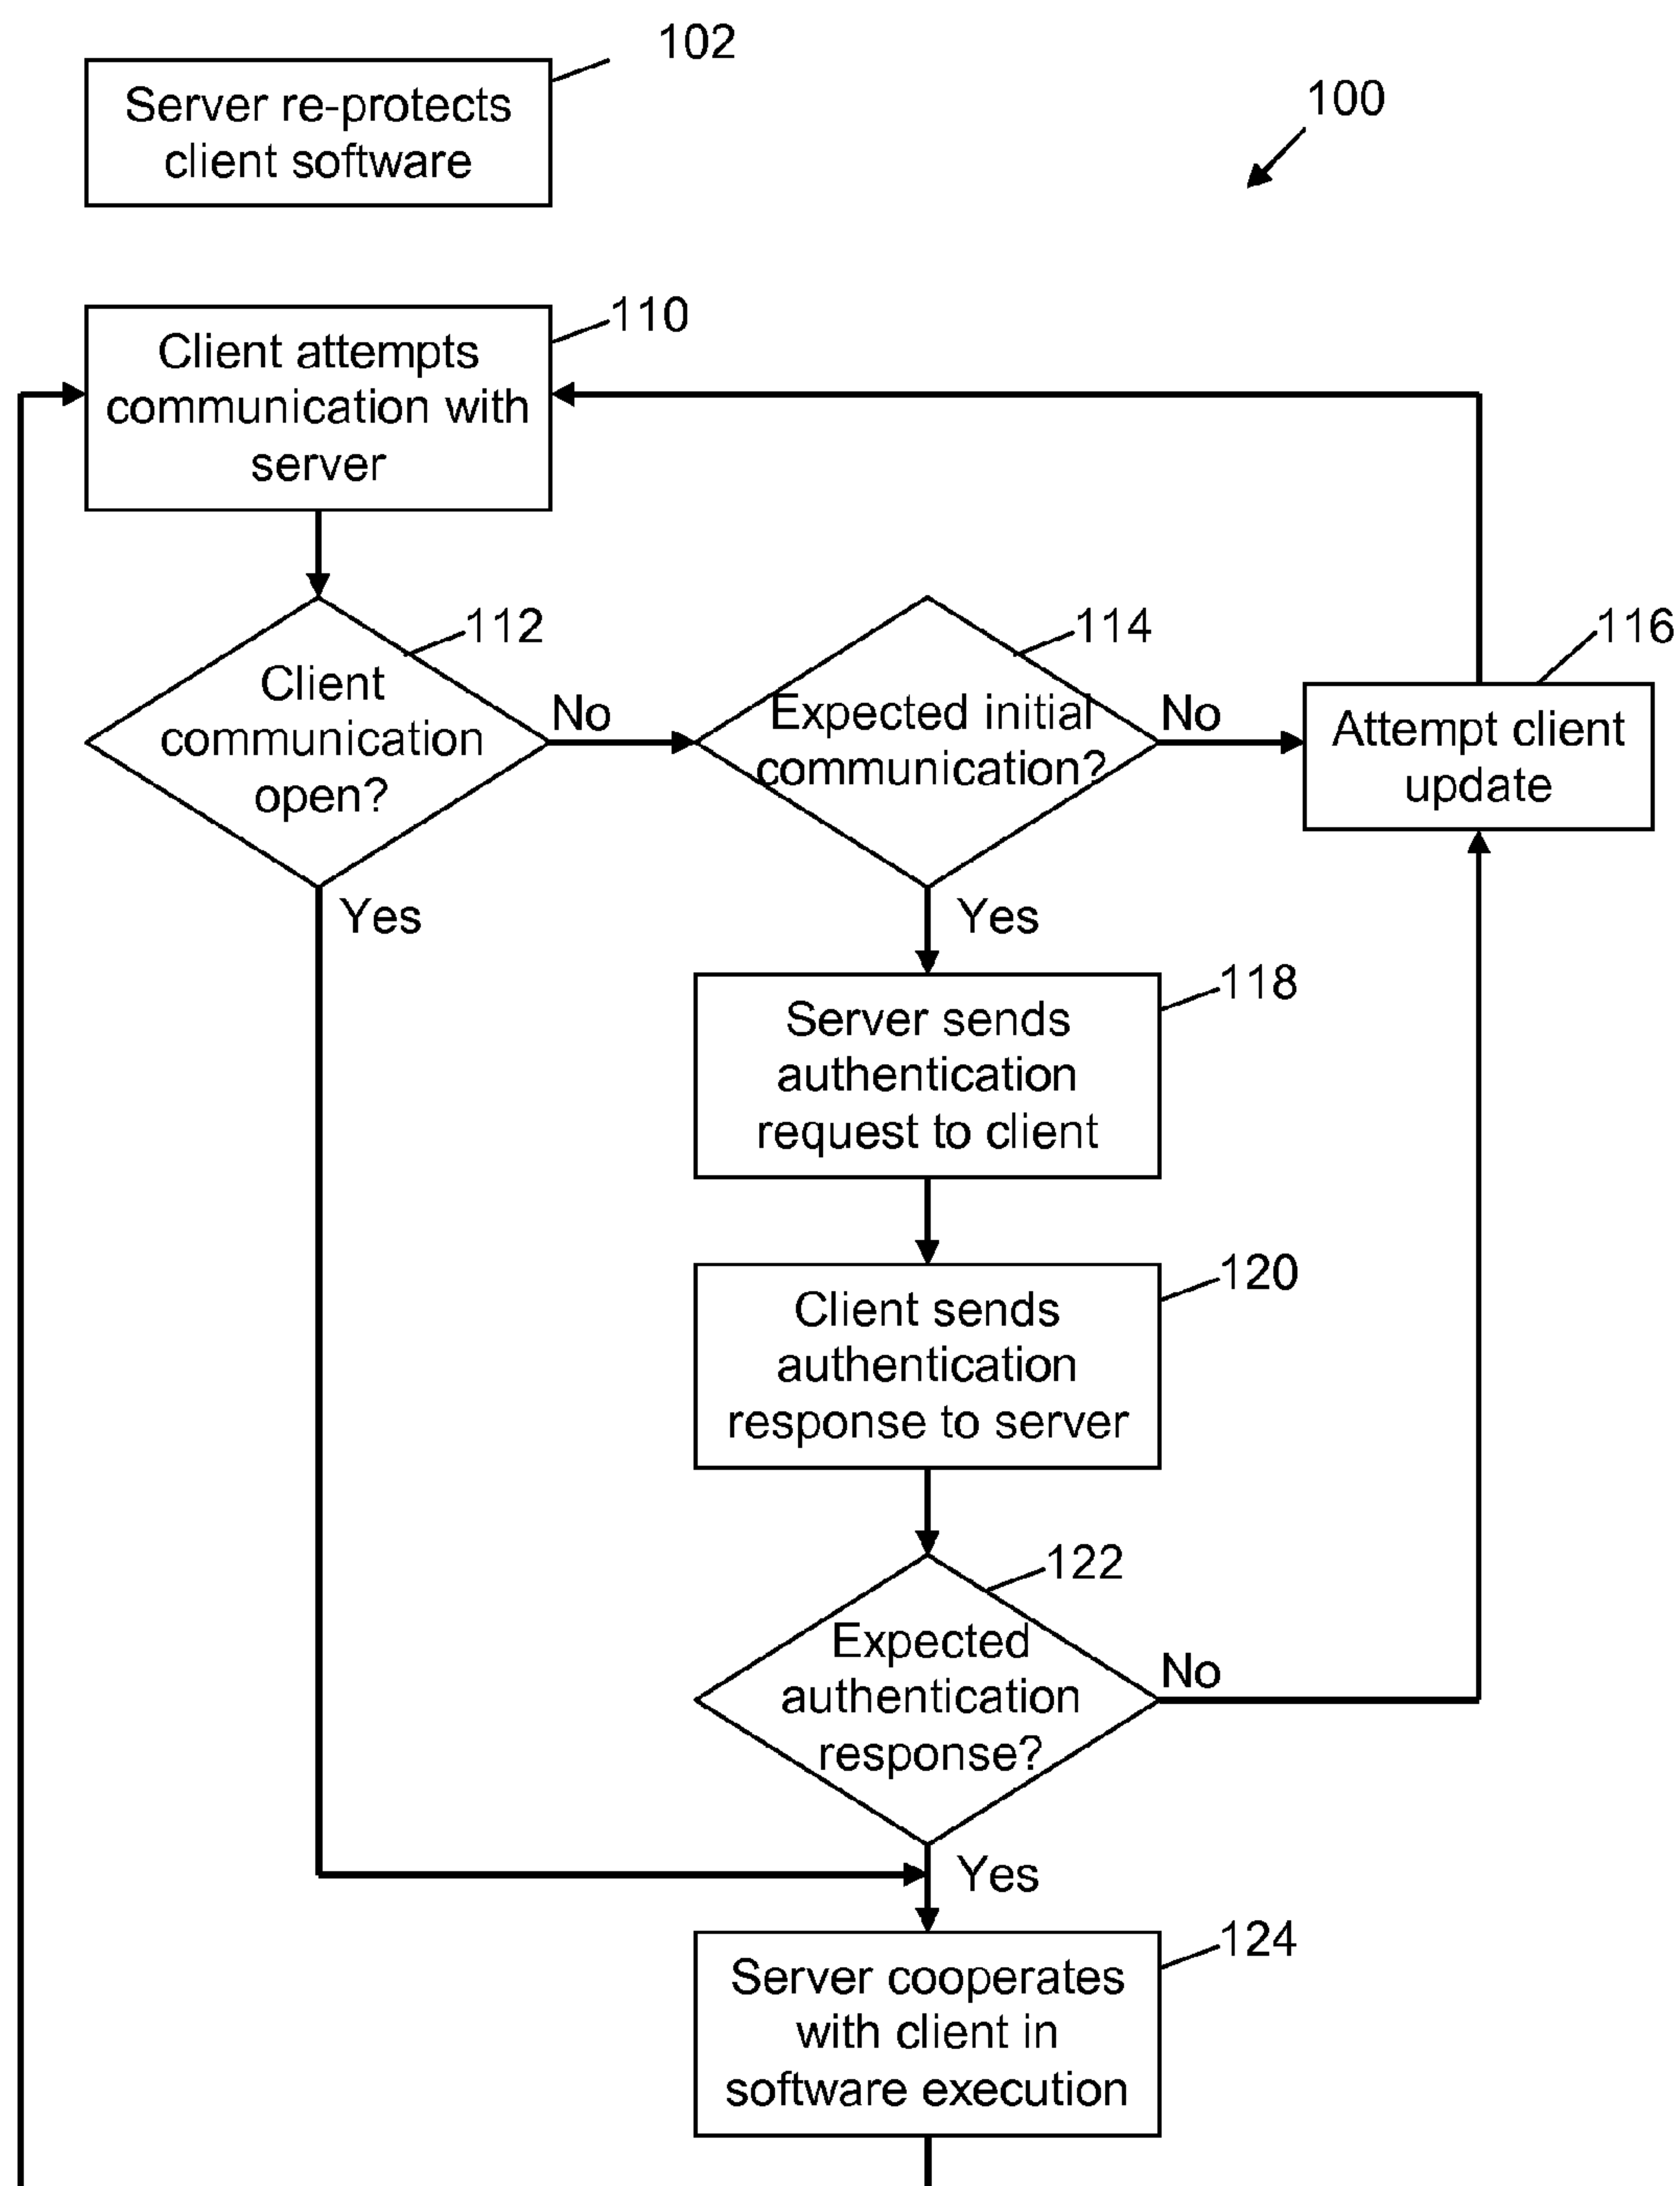 102
Server re-protects
client software
100
110
Client attempts
communication with
server
112
Client
communication
open?
No
Yes
114
Expected initial
communication?
No
Yes
116
Attempt client
update
118
Server sends
authentication
request to client
120
Client sends
authentication
response to server
122
Expected
authentication
response?
No
Yes
124
Server cooperates
with client in
software execution